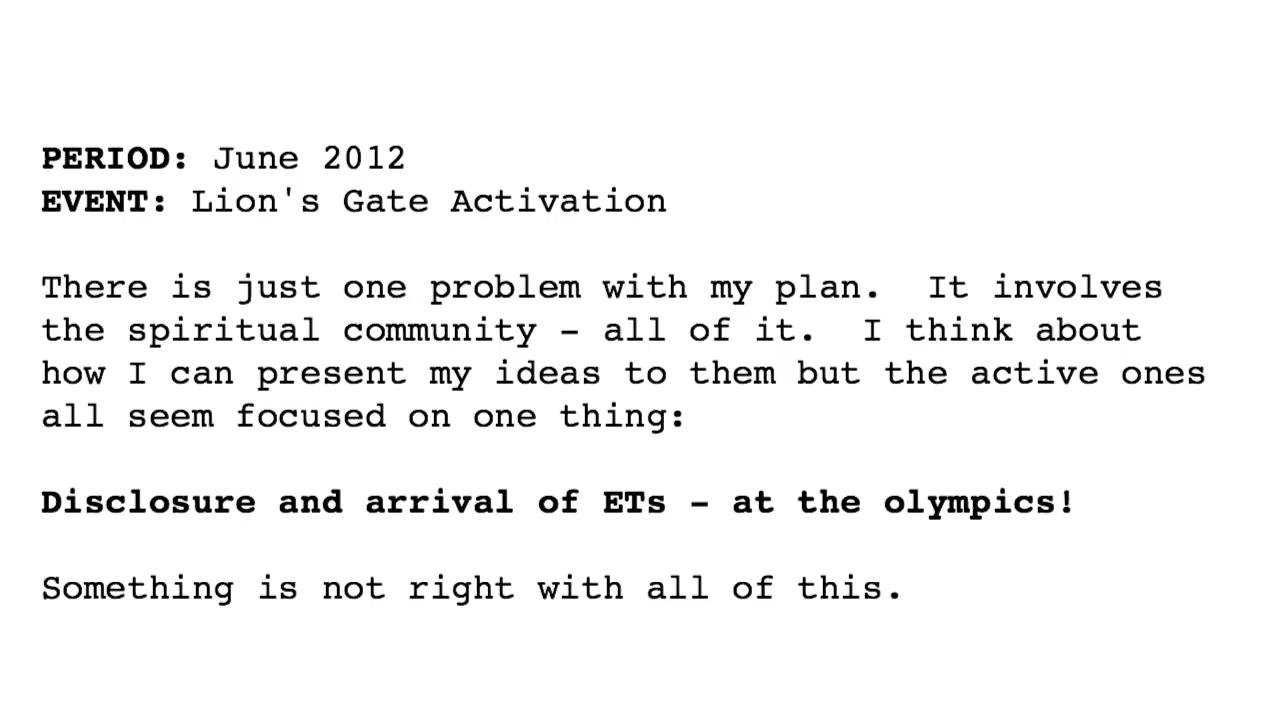 PERIOD: June 2012
EVENT: Lion's Gate Activation
There is just one problem with my plan.  It involves
the spiritual community – all of it.  I think about
how I can present my ideas to them but the active ones
all seem focused on one thing:
Disclosure and arrival of ETs – at the olympics!
Something is not right with all of this.